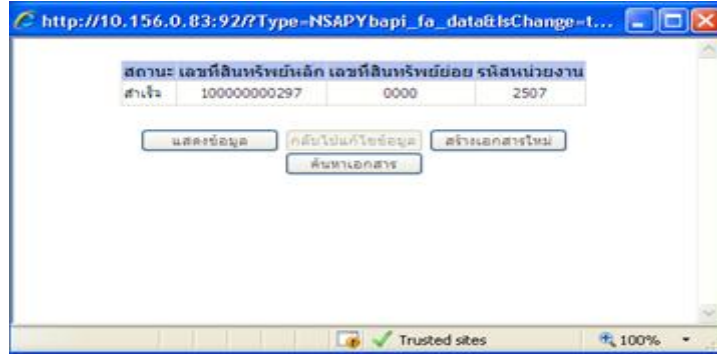 http://10.156.0.83:92/?Type=NSAPYbapi_fa_data&IsChange=t...
สถานะ เลขที่สินทรัพย์หลัก เลขที่สินทรัพย์ย่อย รหัสหน่วยงาน
สำเร็จ 100000000297 0000 2507
แสดงข้อมูล กลับไปแก้ไขข้อมูล สร้างเอกสารใหม่
ค้นหาเอกสาร
Trusted sites 100%